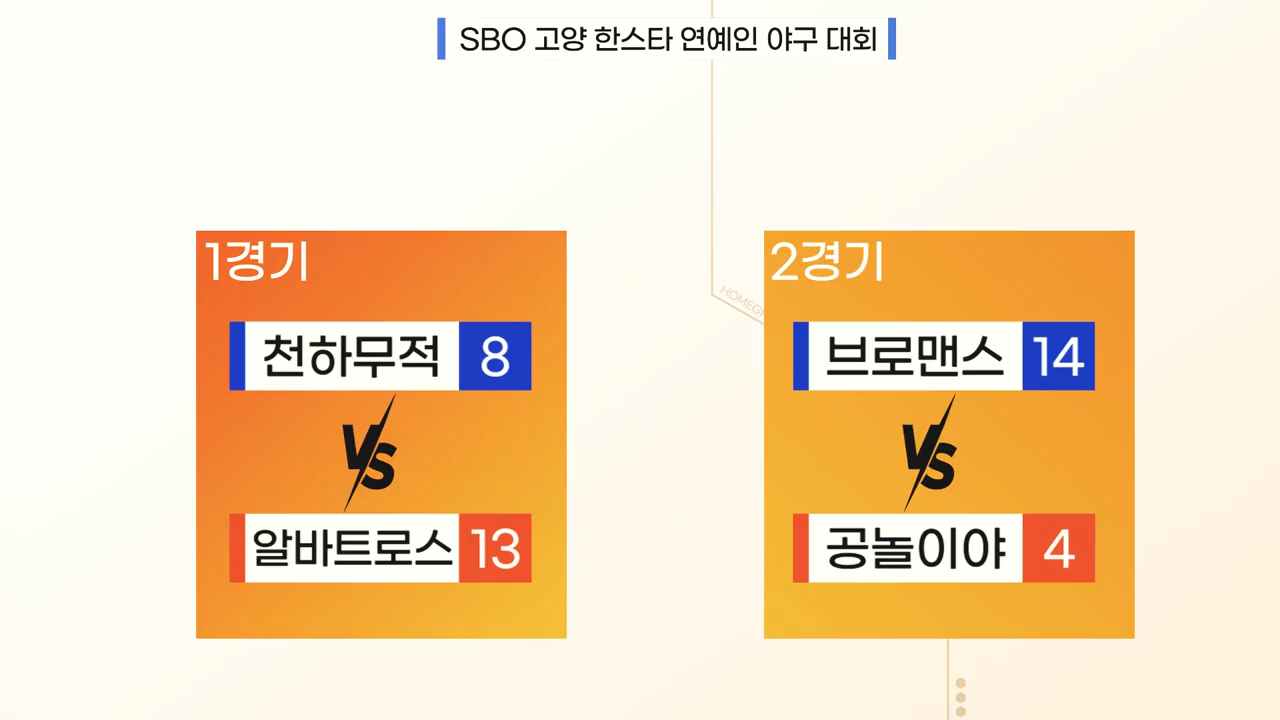 SBO 고양 한스타 연예인 야구 대회
1경기
천하무적 8
VS
알바트로스 13
2경기
브로맨스 14
VS
공놀이야 4